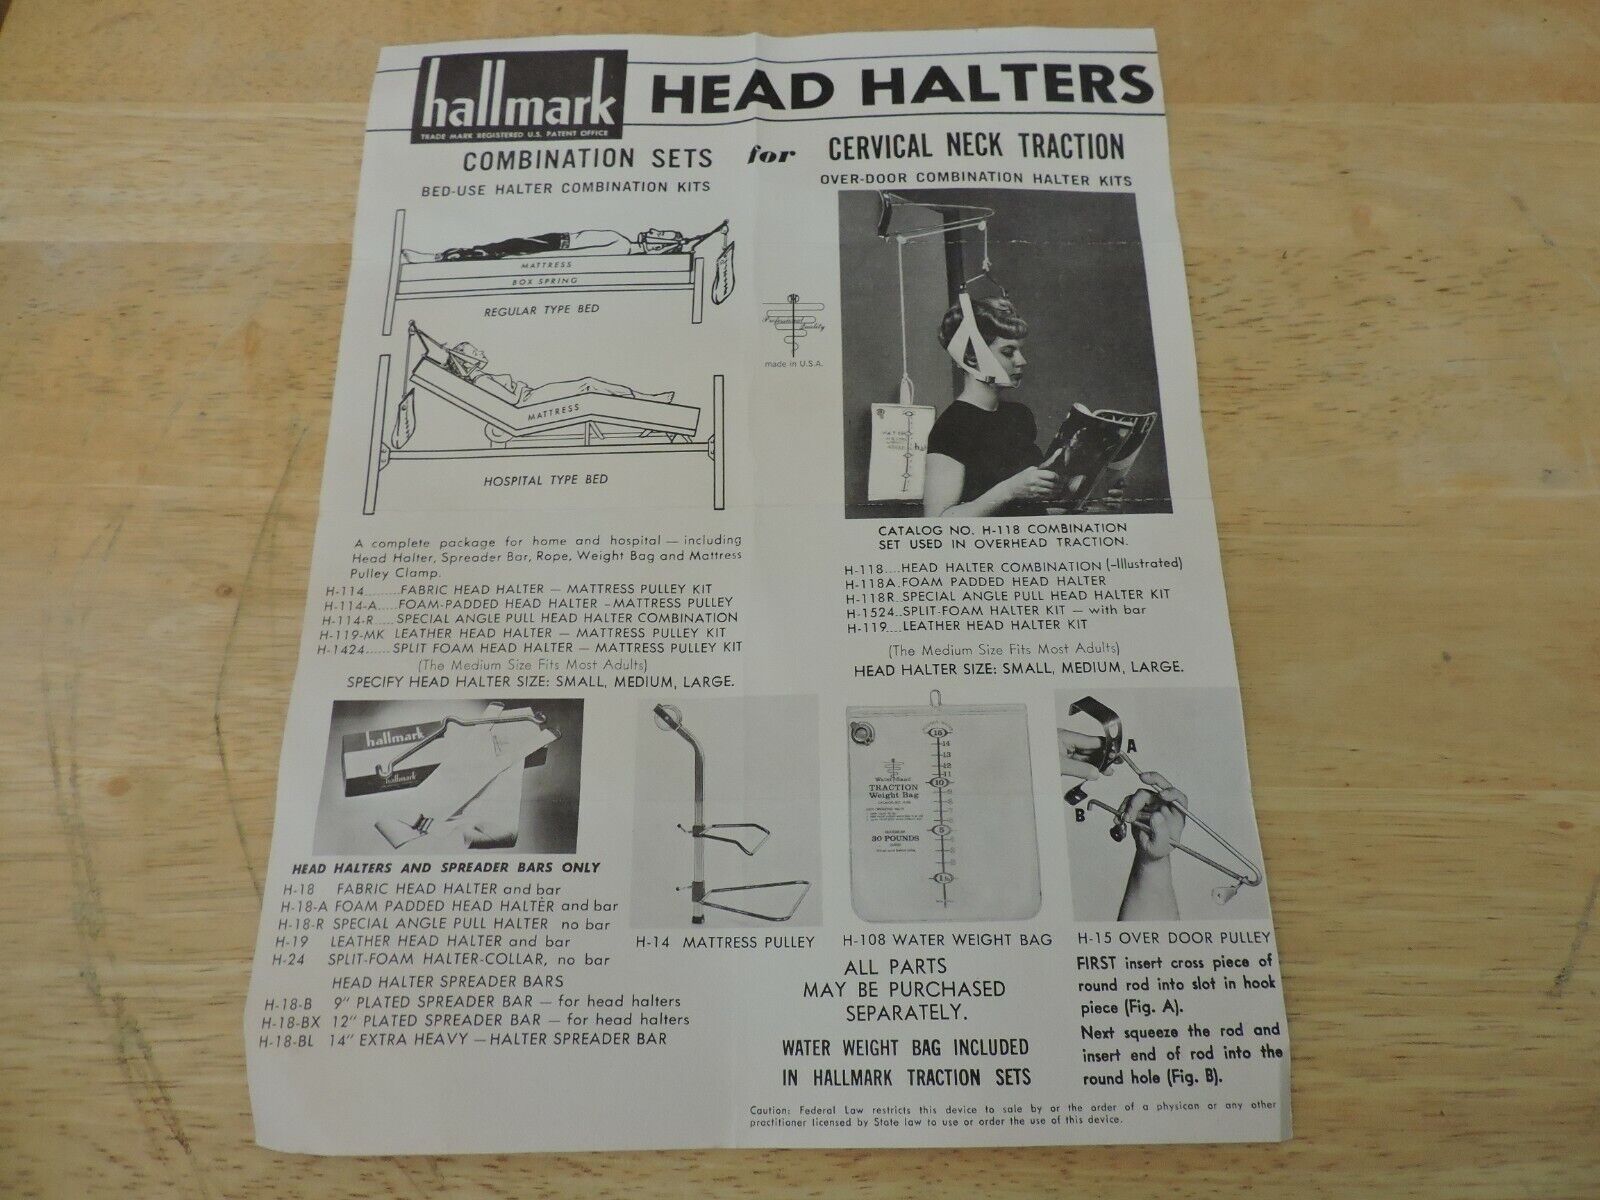 hallmark
TRADE MARK REGISTERED U.S. PATENT OFFICE
HEAD HALTERS
COMBINATION SETS for CERVICAL NECK TRACTION
BED-USE HALTER COMBINATION KITS
MATTRESS
BOX SPRING
REGULAR TYPE BED
MATTRESS
HOSPITAL TYPE BED
Professional Quality
made in U.S.A.
OVER-DOOR COMBINATION HALTER KITS
CATALOG NO. H-118 COMBINATION
SET USED IN OVERHEAD TRACTION.
A complete package for home and hospital — including
Head Halter, Spreader Bar, Rope, Weight Bag and Mattress
Pulley Clamp.
H-114.........FABRIC HEAD HALTER — MATTRESS PULLEY KIT
H-114-A.....FOAM-PADDED HEAD HALTER -MATTRESS PULLEY
H-114-R.....SPECIAL ANGLE PULL HEAD HALTER COMBINATION
H-119-MK LEATHER HEAD HALTER — MATTRESS PULLEY KIT
H-1424......SPLIT FOAM HEAD HALTER — MATTRESS PULLEY KIT
(The Medium Size Fits Most Adults)
SPECIFY HEAD HALTER SIZE: SMALL, MEDIUM, LARGE.
H-118....HEAD HALTER COMBINATION (-Illustrated)
H-118A.FOAM PADDED HEAD HALTER
H-118R..SPECIAL ANGLE PULL HEAD HALTER KIT
H-1524..SPLIT-FOAM HALTER KIT — with bar
H-119....LEATHER HEAD HALTER KIT
(The Medium Size Fits Most Adults)
HEAD HALTER SIZE: SMALL, MEDIUM, LARGE.
hallmark
hallmark
HEAD HALTERS AND SPREADER BARS ONLY
H-18 FABRIC HEAD HALTER and bar
H-18-A FOAM PADDED HEAD HALTER and bar
H-18-R SPECIAL ANGLE PULL HALTER no bar
H-19 LEATHER HEAD HALTER and bar
H-24 SPLIT-FOAM HALTER-COLLAR, no bar
HEAD HALTER SPREADER BARS
H-18-B 9" PLATED SPREADER BAR — for head halters
H-18-BX 12" PLATED SPREADER BAR — for head halters
H-18-BL 14" EXTRA HEAVY — HALTER SPREADER BAR
H-14 MATTRESS PULLEY
TRACTION
Weight Bag
30 POUNDS
15
14
13
12
11
10
5
H-108 WATER WEIGHT BAG
ALL PARTS
MAY BE PURCHASED
SEPARATELY.
WATER WEIGHT BAG INCLUDED
IN HALLMARK TRACTION SETS
A
B
H-15 OVER DOOR PULLEY
FIRST insert cross piece of
round rod into slot in hook
piece (Fig. A).
Next squeeze the rod and
insert end of rod into the
round hole (Fig. B).
Caution: Federal Law restricts this device to sale by or the order of a physican or any other
practitioner licensed by State law to use or order the use of this device.